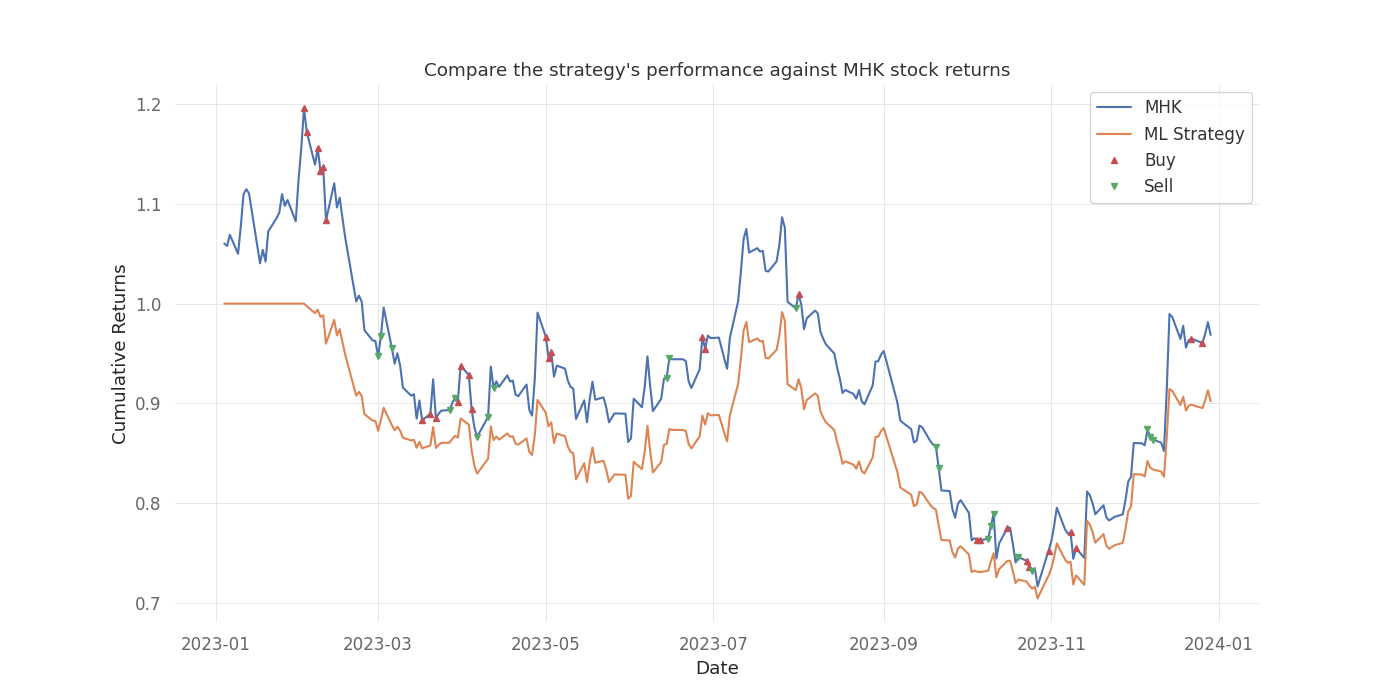 Compare the strategy's performance against MHK stock returns
MHK
ML Strategy
Buy
Sell
Cumulative Returns
1.2
1.1
1.0
0.9
0.8
0.7
2023-01
2023-03
2023-05
2023-07
2023-09
2023-11
2024-01
Date